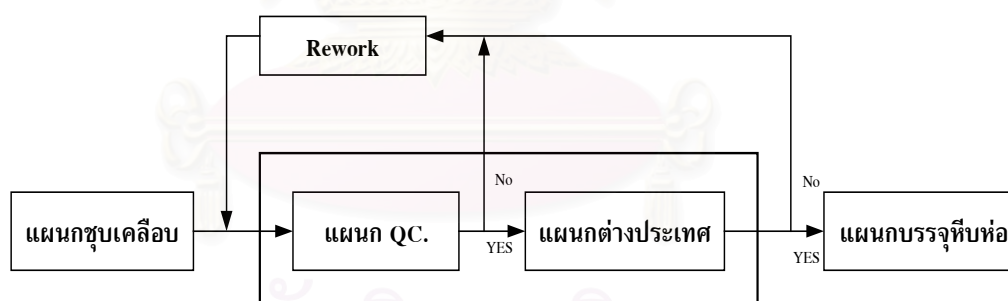 Rework
No
No
แผนกชุบเคลือบ
แผนก QC.
YES
แผนกต่างประเทศ
YES
แผนกบรรจุหีบห่อ